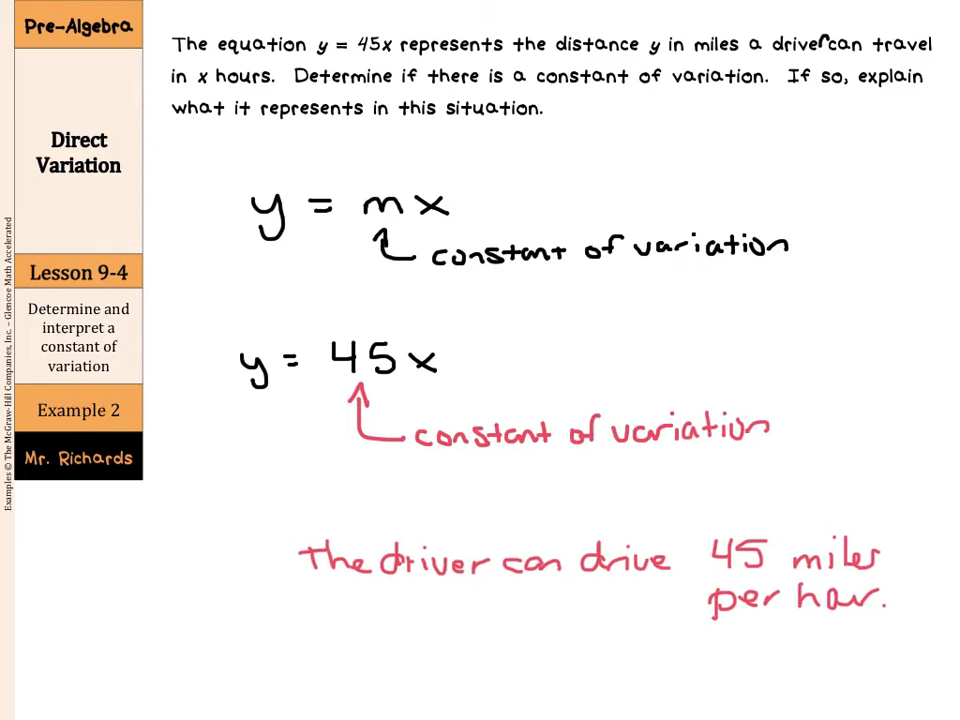 Pre-Algebra
Direct
Variation
Lesson 9-4
Determine and
interpret a
constant of
variation
Example 2
Mr. Richards
Examples © The McGraw-Hill Companies, Inc. – Glencoe Math Accelerated
The equation y = 45x represents the distance y in miles a driver can travel
in x hours. Determine if there is a constant of variation. If so, explain
what it represents in this situation.
y = mx
constant of variation
y = 45x
constant of variation
The driver can drive 45 miles
per hour.